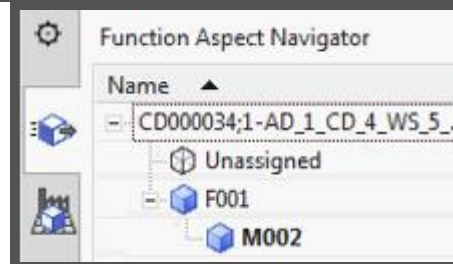 Function Aspect Navigator
Name
CD000034;1-AD_1_CD_4_WS_5_.
Unassigned
F001
M002